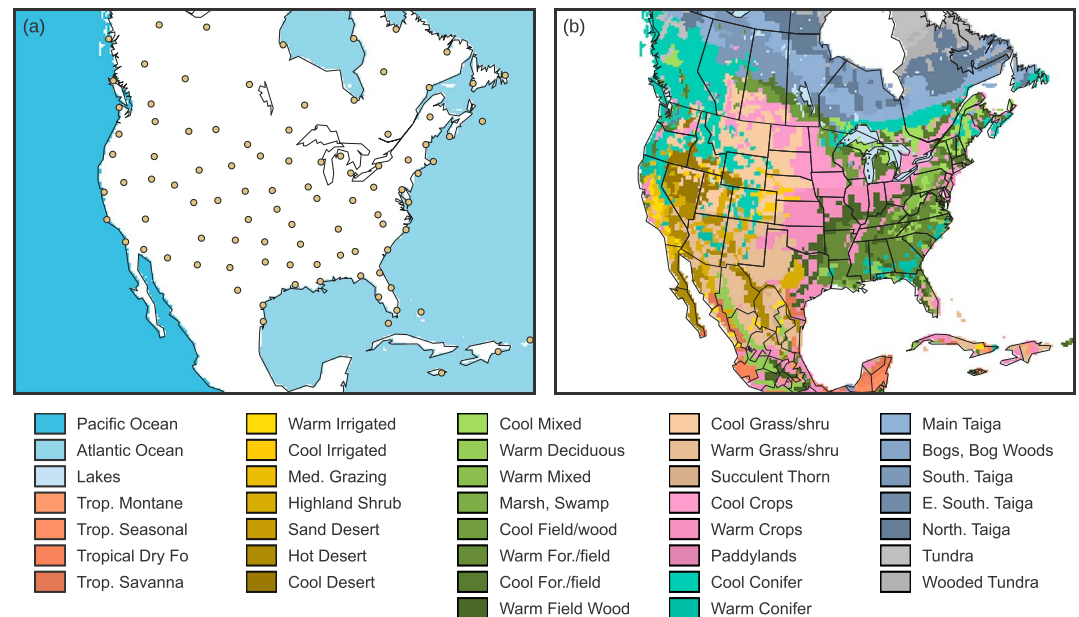 (a)
(b)
Pacific Ocean
Atlantic Ocean
Lakes
Trop. Montane
Trop. Seasonal
Tropical Dry Fo
Trop. Savanna
Warm Irrigated
Cool Irrigated
Med. Grazing
Highland Shrub
Sand Desert
Hot Desert
Cool Desert
Cool Mixed
Warm Deciduous
Warm Mixed
Marsh, Swamp
Cool Field/wood
Warm For./field
Cool For./field
Warm Field Wood
Cool Grass/shru
Warm Grass/shru
Succulent Thorn
Cool Crops
Warm Crops
Paddylands
Cool Conifer
Warm Conifer
Main Taiga
Bogs, Bog Woods
South. Taiga
E. South. Taiga
North. Taiga
Tundra
Wooded Tundra